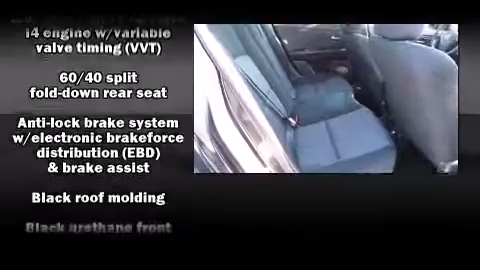 i4 engine w/variable
valve timing (VVT)
60/40 split
fold-down rear seat
Anti-lock brake system
w/electronic brakeforce
distribution (EBD)
& brake assist
Black roof molding
Black urethane front